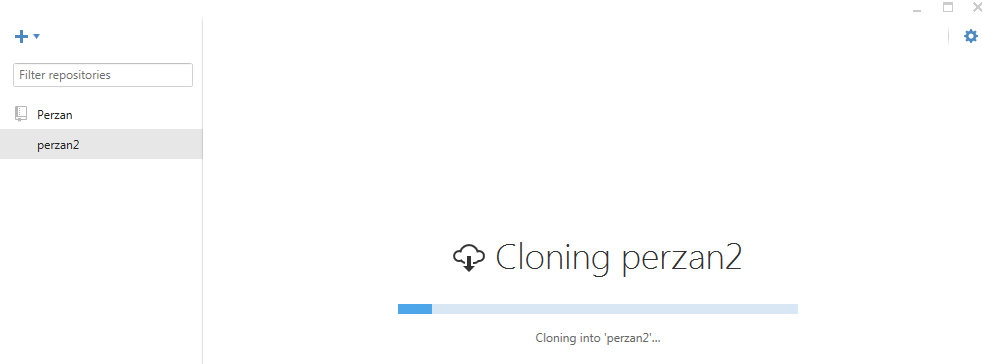 Filter repositories
Perzan
perzan2
Cloning perzan2
Cloning into 'perzan2'...